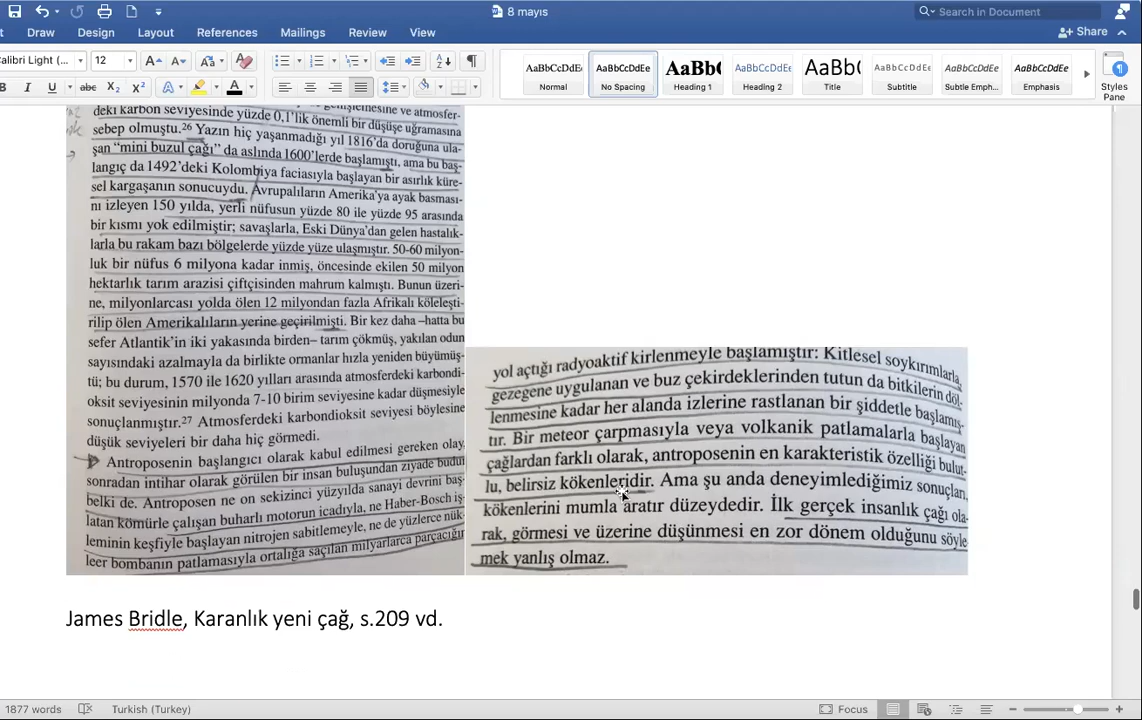 8 mayıs
Search in Document
Draw
Design
Layout
References
Mailings
Review
View
Share
alibri Light (...
12
AaBbCcDdE
AaBbCcDdEe
AaBbC
AaBbCcDdE
AaBb(
AaBbCcDdEe
AaBbCcDdEe
AaBbCcDdEe
Normal
No Spacing
Heading 1
Heading 2
Title
Subtitle
Subtle Emph...
Emphasis
Styles
Pane
deki karbon seviyesinde yüzde 0,1'lik önemli bir düşüşe uğramasına
sebep olmuştu.26 Yazın hiç yaşanmadığı yıl 1816'da doruğuna ula-
şan “mini buzul çağı” da aslında 1600'lerde başlamıştı, ama bu baş-
langıç da 1492'deki Kolombiya faciasıyla başlayan bir asırlık küre-
sel kargaşanın sonucuydu. Avrupalıların Amerika'ya ayak basması-
nı izleyen 150 yılda, yerli nüfusun yüzde 80 ile yüzde 95 arasında
bir kısmı yok edilmiştir; savaşlarla, Eski Dünya'dan gelen hastalık-
larla bu rakam bazı bölgelerde yüzde yüze ulaşmıştır. 50-60 milyon-
luk bir nüfus 6 milyona kadar inmiş, öncesinde ekilen 50 milyon
hektarlık tarım arazisi çiftçisinden mahrum kalmıştı. Bunun üzeri-
ne, milyonlarcası yolda ölen 12 milyondan fazla Afrikalı köleleşti-
rilip ölen Amerikalıların yerine geçirilmişti. Bir kez daha –hatta bu
sefer Atlantik'in iki yakasında birden– tarım çökmüş, yakılan odun
sayısındaki azalmayla da birlikte ormanlar hızla yeniden büyümüş-
tü; bu durum, 1570 ile 1620 yılları arasında atmosferdeki karbondi-
oksit seviyesinin milyonda 7-10 birim seviyesine kadar düşmesiyle
sonuçlanmıştır.27 Atmosferdeki karbondioksit seviyesi böylesine
düşük seviyeleri bir daha hiç görmedi.
Antroposenin başlangıcı olarak kabul edilmesi gereken olay,
sonradan intihar olarak görülen bir insan buluşundan ziyade budur
belki de. Antroposen ne on sekizinci yüzyılda sanayi devrini baş-
latan kömürle çalışan buharlı motorun icadıyla, ne Haber-Bosch iş-
leminin keşfiyle başlayan nitrojen sabitlemeyle, ne de yüzlerce nük-
leer bombanın patlamasıyla ortalığa saçılan milyarlarca parçacığın
yol açtığı radyoaktif kirlenmeyle başlamıştır: Kitlesel soykırımlarla,
gezegene uygulanan ve buz çekirdeklerinden tutun da bitkilerin döl-
lenmesine kadar her alanda izlerine rastlanan bir şiddetle başlamış-
tır. Bir meteor çarpmasıyla veya volkanik patlamalarla başlayan
çağlardan farklı olarak, antroposenin en karakteristik özelliği bulut-
lu, belirsiz kökenleridir. Ama şu anda deneyimlediğimiz sonuçları,
kökenlerini mumla aratır düzeydedir. İlk gerçek insanlık çağı ola-
rak, görmesi ve üzerine düşünmesi en zor dönem olduğunu söyle
mek yanlış olmaz.
James Bridle, Karanlık yeni çağ, s.209 vd.
1877 words
Turkish (Turkey)
Focus